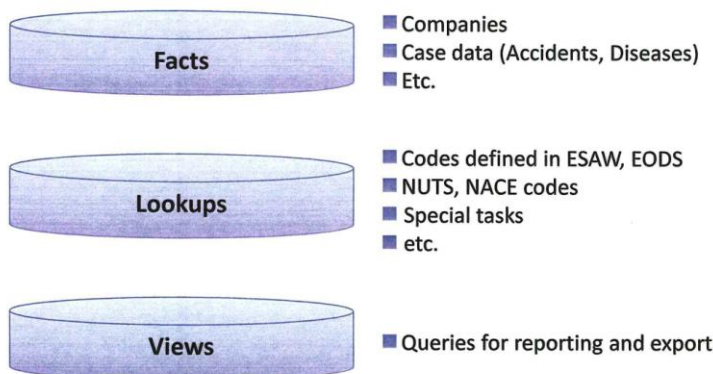 Facts
Companies
Case data (Accidents, Diseases)
Etc.
Lookups
Codes defined in ESAW, EODS
NUTS, NACE codes
Special tasks
etc.
Views
Queries for reporting and export